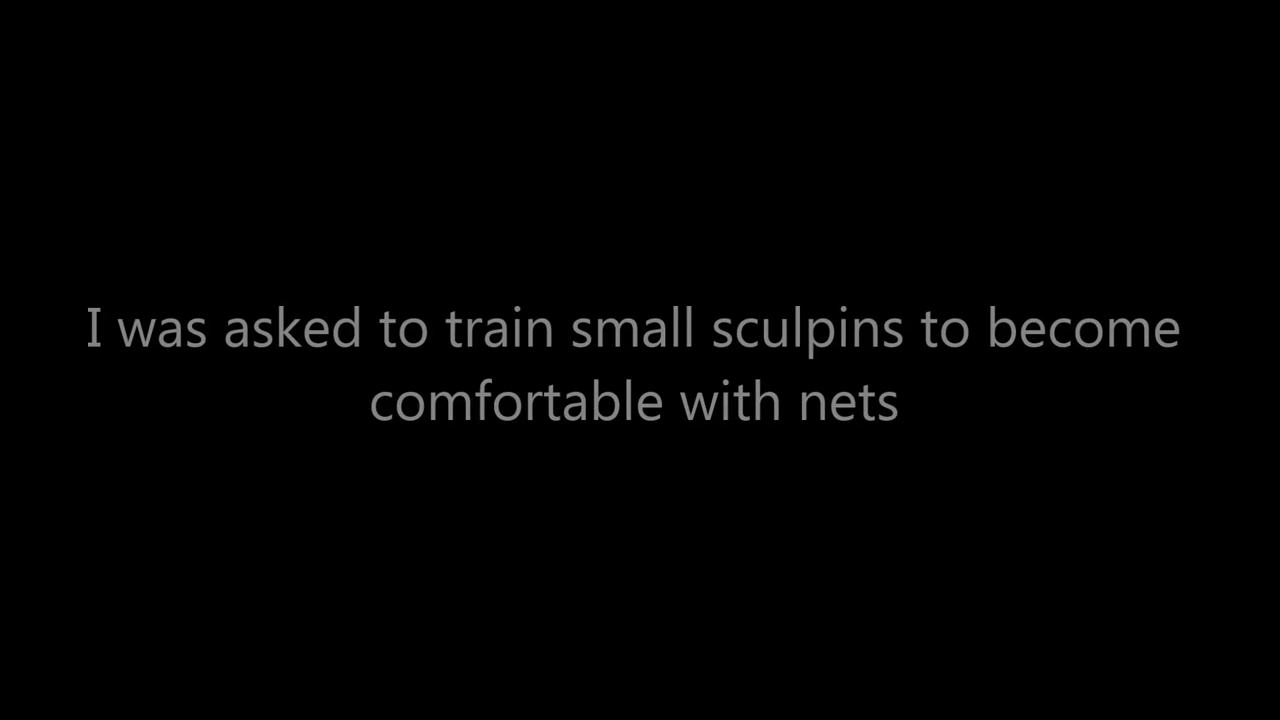 I was asked to train small sculpins to become
comfortable with nets